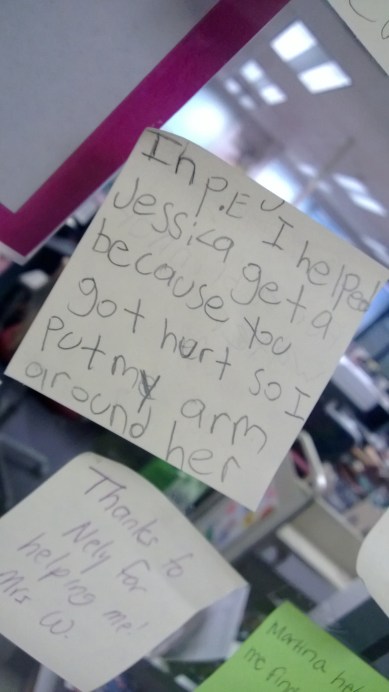 In P.E I helped
Jessica get a
because you
got hurt so I
put my arm
around her
Thanks to
Nely for
helping me!
Mrs W.
Martina
me